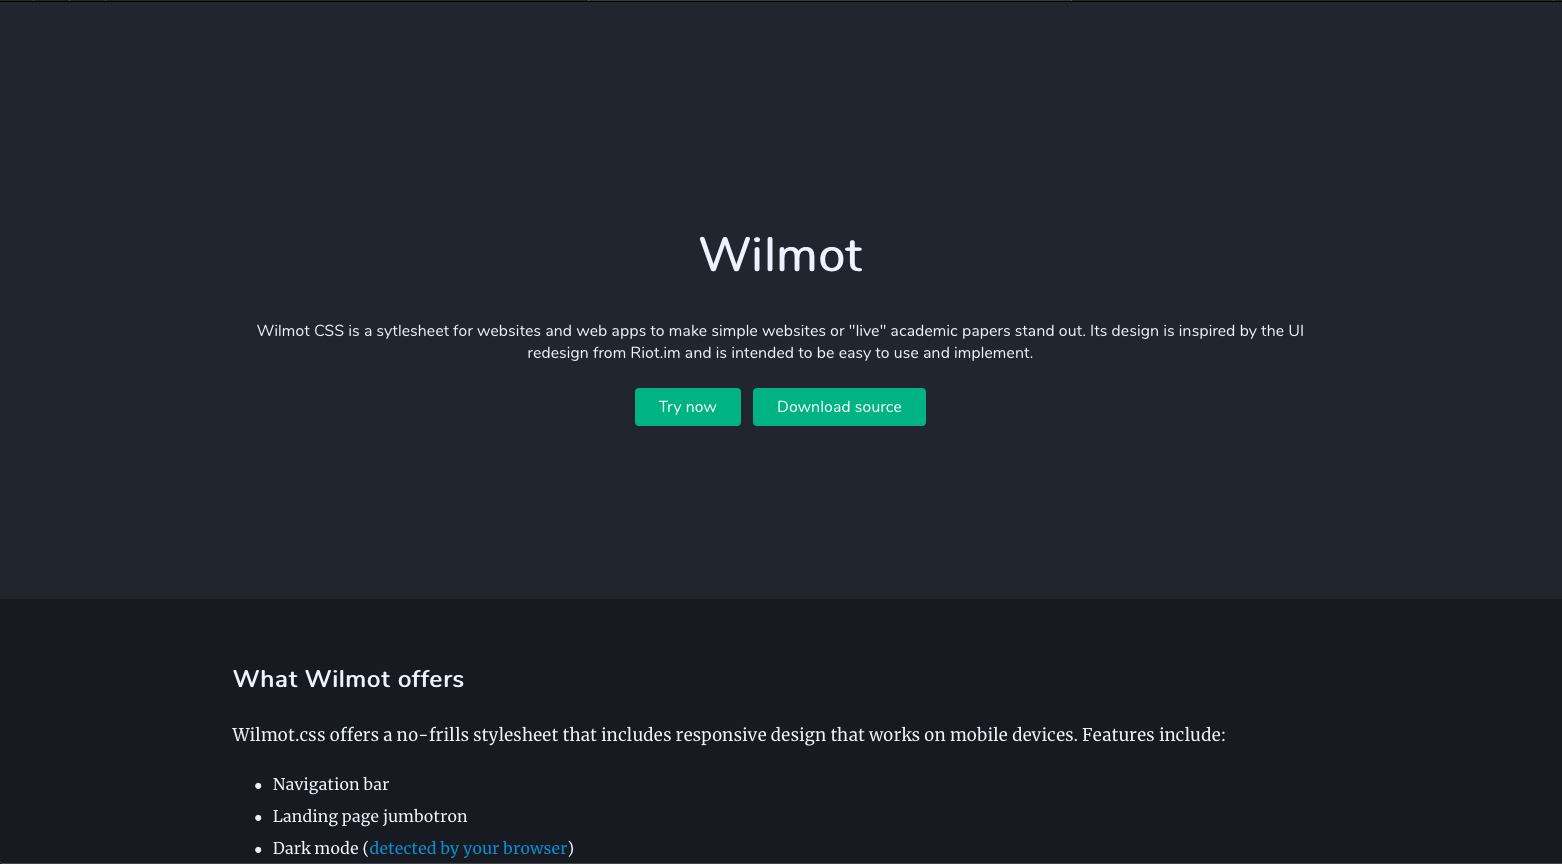 Wilmot
Wilmot CSS is a sytlesheet for websites and web apps to make simple websites or "live" academic papers stand out. Its design is inspired by the UI
redesign from Riot.im and is intended to be easy to use and implement.
Try now Download source
What Wilmot offers
Wilmot.css offers a no-frills stylesheet that includes responsive design that works on mobile devices. Features include:
• Navigation bar
• Landing page jumbotron
• Dark mode (detected by your browser)